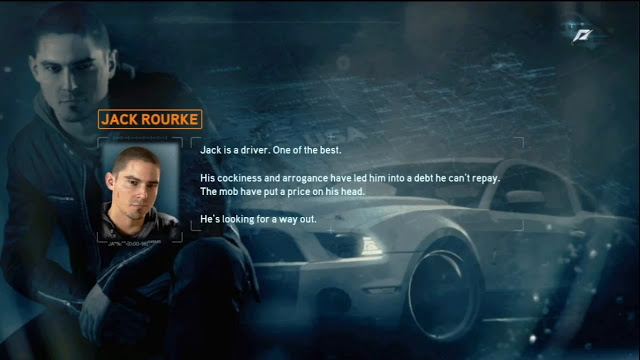 JACK ROURKE
Jack is a driver. One of the best.
His cockiness and arrogance have led him into a debt he can't repay.
The mob have put a price on his head.
He's looking for a way out.